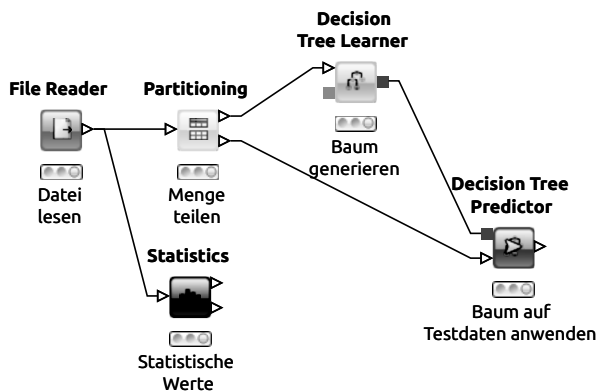 Decision
Tree Learner
File Reader
Partitioning
Datei
lesen
Menge
teilen
Baum
generieren
Decision Tree
Predictor
Statistics
Baum auf
Testdaten anwenden
Statistische
Werte